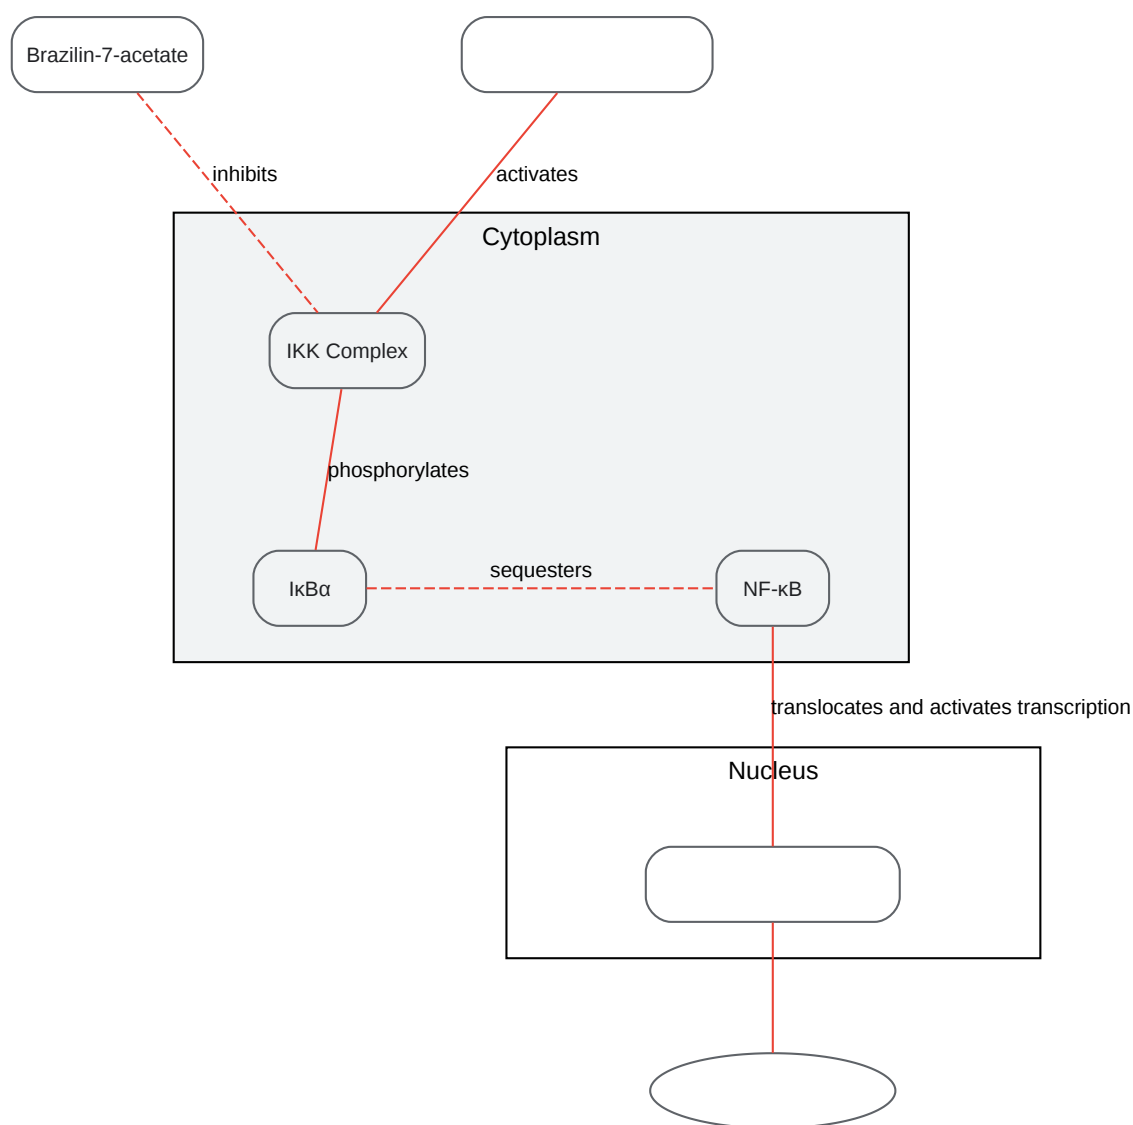 Brazilin-7-acetate
inhibits
activates
Cytoplasm
IKK Complex
phosphorylates
sequesters
IκBα
NF-κB
translocates and activates transcription
Nucleus